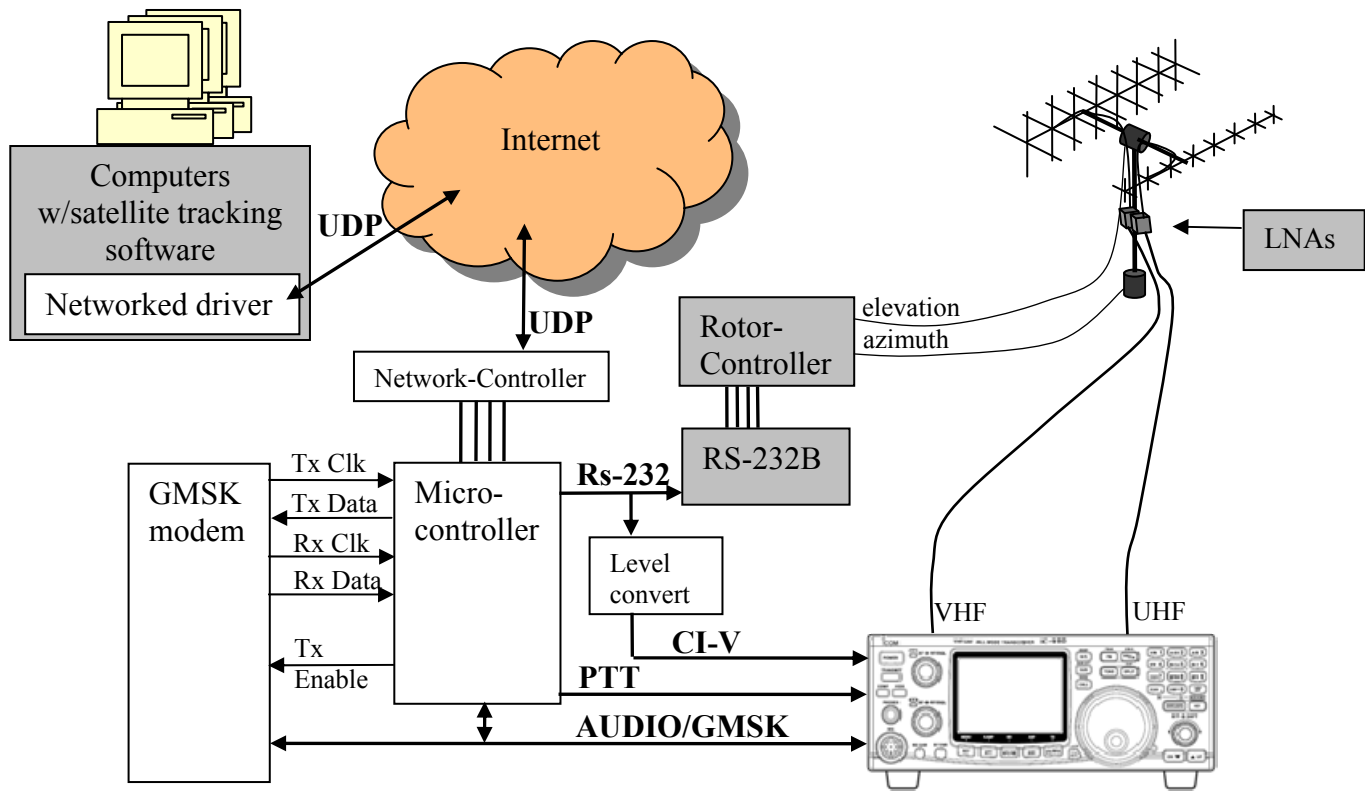 Internet
Computers
w/satellite tracking
software
UDP
Networked driver
LNAs
UDP
elevation
azimuth
Rotor-
Controller
Network-Controller
RS-232B
GMSK
modem
Tx Clk
Tx Data
Rx Clk
Rx Data
Tx
Enable
Micro-
controller
Rs-232
Level
convert
CI-V
PTT
AUDIO/GMSK
VHF
UHF